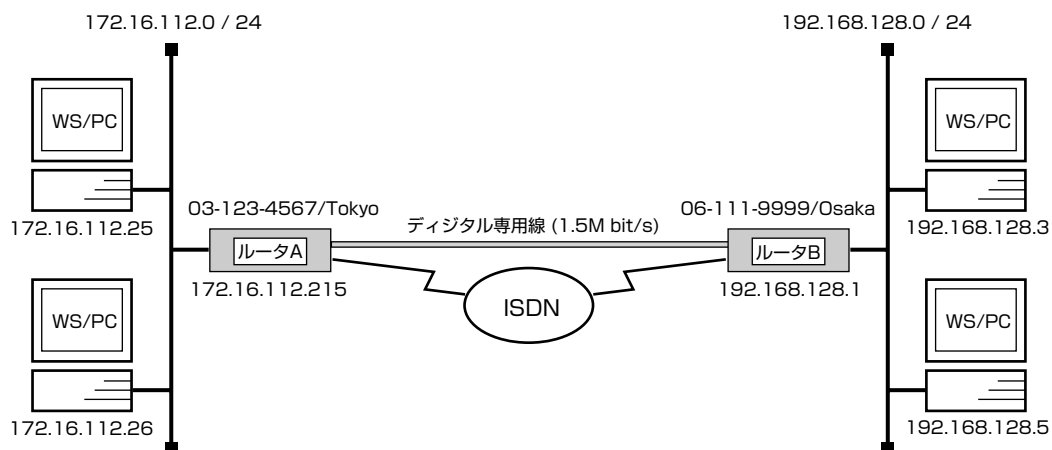 172.16.112.0 / 24
192.168.128.0 / 24
WS/PC
WS/PC
172.16.112.25
192.168.128.3
03-123-4567/Tokyo
ディジタル専用線 (1.5M bit/s)
06-111-9999/Osaka
ルータA
ルータB
172.16.112.215
192.168.128.1
ISDN
WS/PC
WS/PC
172.16.112.26
192.168.128.5